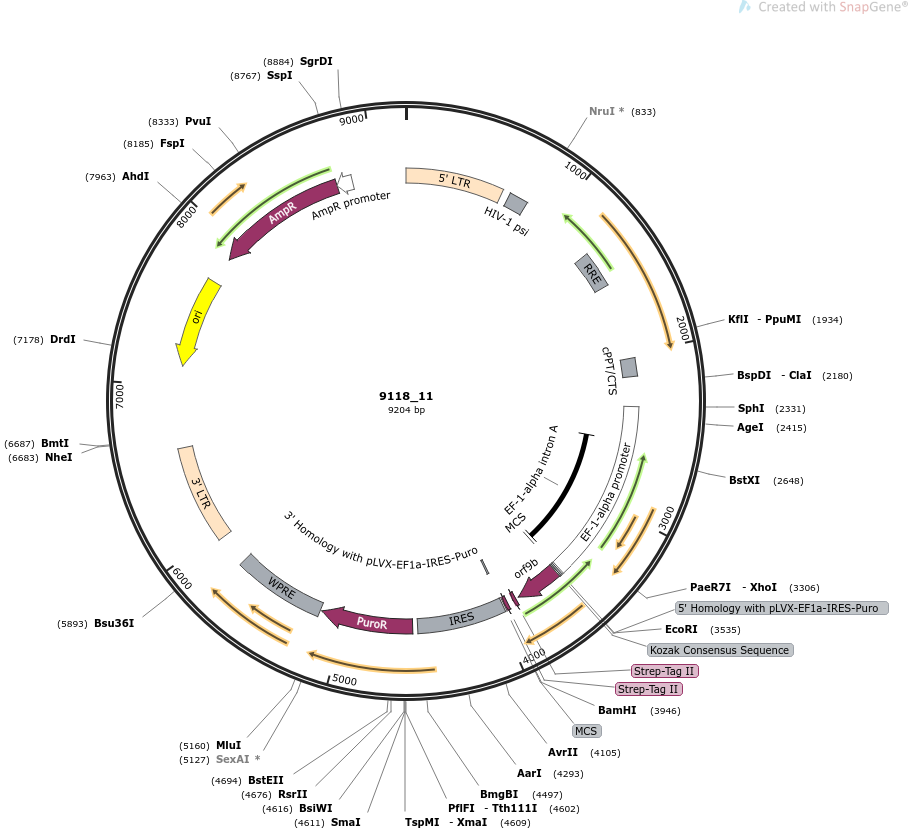 Created with SnapGene®
(8884) SgrDI
(8767) SspI
(8333) PvuI
(8185) FspI
(7963) AhdI
(7178) DrdI
(6687) BmtI
(6683) NheI
(5893) Bsu36I
(5160) MluI
(5127) SexAI *
(4694) BstEII
(4676) RsrII
(4616) BsiWI
(4611) SmaI
NruI * (833)
KflI - PpuMI (1934)
BspDI - ClaI (2180)
SphI (2331)
AgeI (2415)
BstXI (2648)
PaeR7I - XhoI (3306)
5' Homology with pLVX-EF1a-IRES-Puro
EcoRI (3535)
Kozak Consensus Sequence
Strep-Tag II
Strep-Tag II
BamHI (3946)
MCS
AvrII (4105)
AarI (4293)
BmgBI (4497)
PflFI - Tth111I (4602)
TspMI - XmaI (4609)
1000
2000
3000
4000
5000
6000
7000
8000
9000
5' LTR
HIV-1 psi
RRE
cPPT/CTS
EF-1-alpha promoter
EF-1-alpha intron A
MCS
orf9b
3' Homology with pLVX-EF1a-IRES-Puro
IRES
PuroR
WPRE
3' LTR
ori
AmpR
AmpR promoter
9118_11
9204 bp